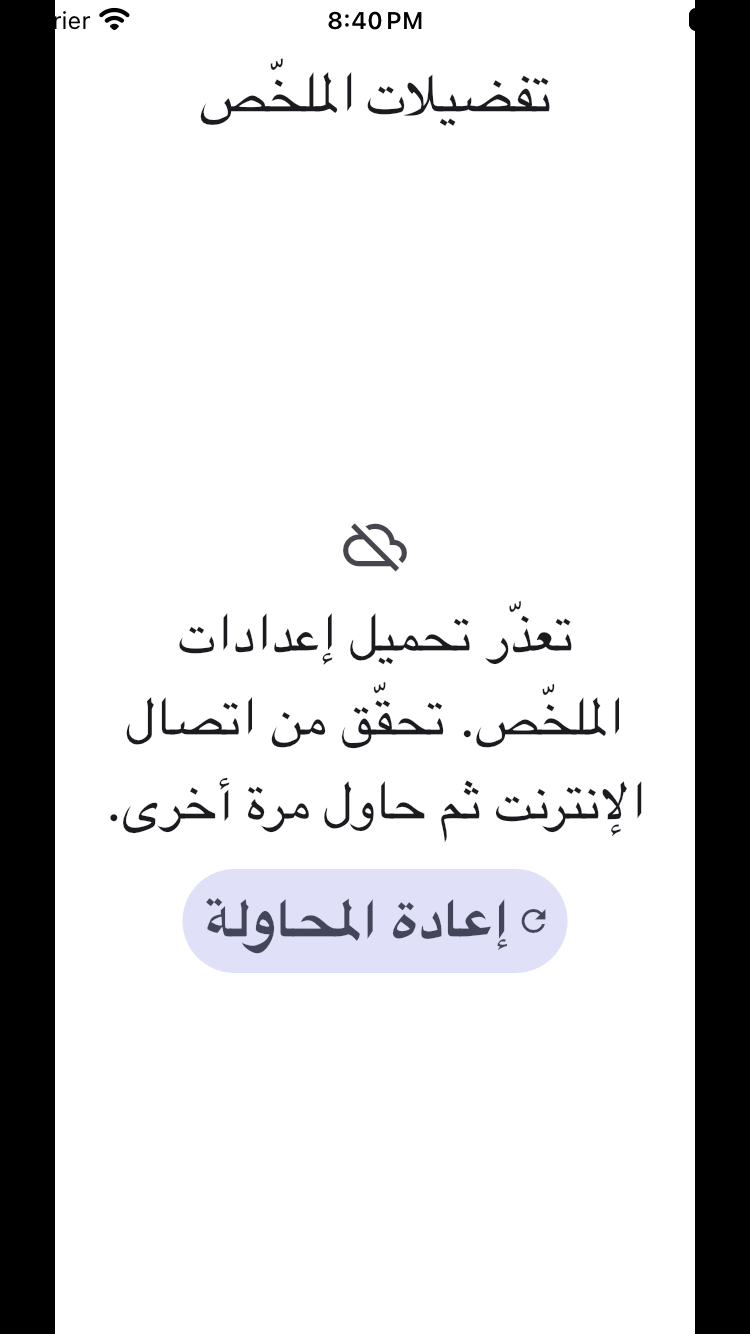 8:40 PM
تفضيلات الملخّص
تعذّر تحميل إعدادات
الملخّص. تحقّق من اتصال
الإنترنت ثم حاول مرة أخرى.
إعادة المحاولة